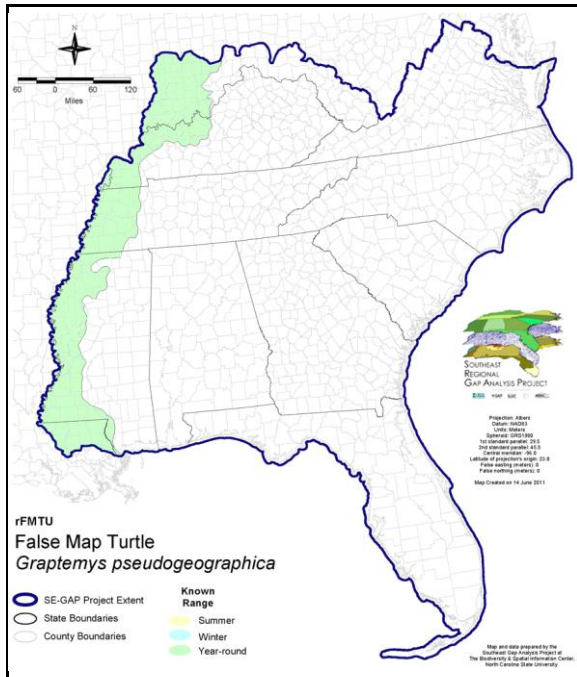 N
60 0 60 120
Miles
SOUTHEAST
REGIONAL
GAP ANALYSIS PROJECT
Projection: Albers
Datum: NAD83
Units: Meters
Spheroid: GRS1980
1st standard parallel: 29.5
2nd standard parallel: 45.5
Central meridian: -96.0
Latitude of projection's origin: 23.0
False easting (meters): 0
False northing (meters): 0
Map Created on 14 June 2011
rFMTU
False Map Turtle
Graptemys pseudogeographica
SE-GAP Project Extent
State Boundaries
County Boundaries
Known
Range
Summer
Winter
Year-round
Map and data prepared by the
Southeast Gap Analysis Project at
The Biodiversity & Spatial Information Center,
North Carolina State University.